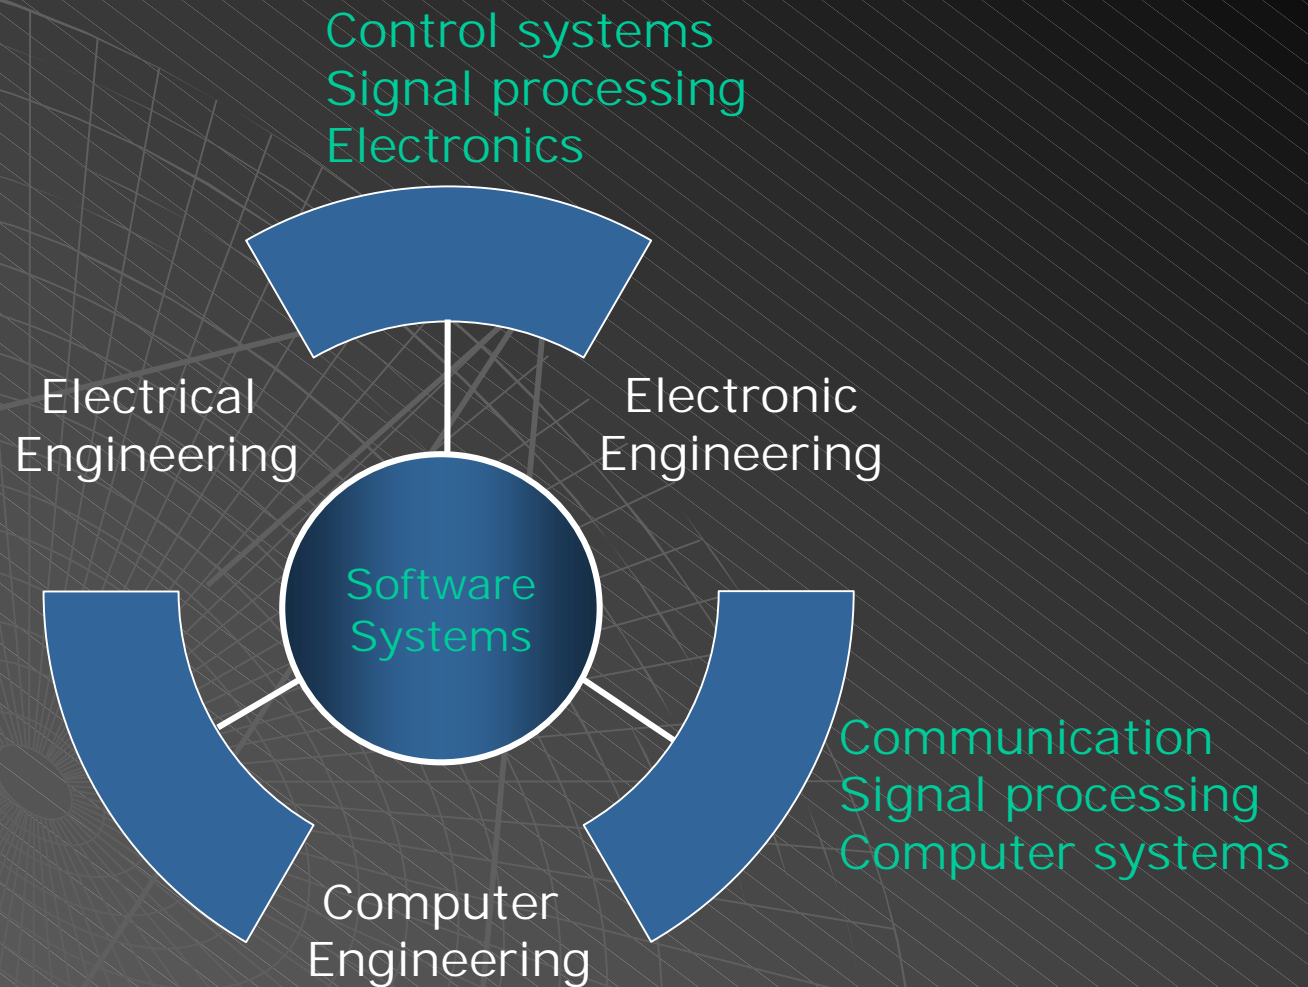 Control systems
Signal processing
Electronics
Electrical
Engineering
Electronic
Engineering
Software
Systems
Communication
Signal processing
Computer systems
Computer
Engineering